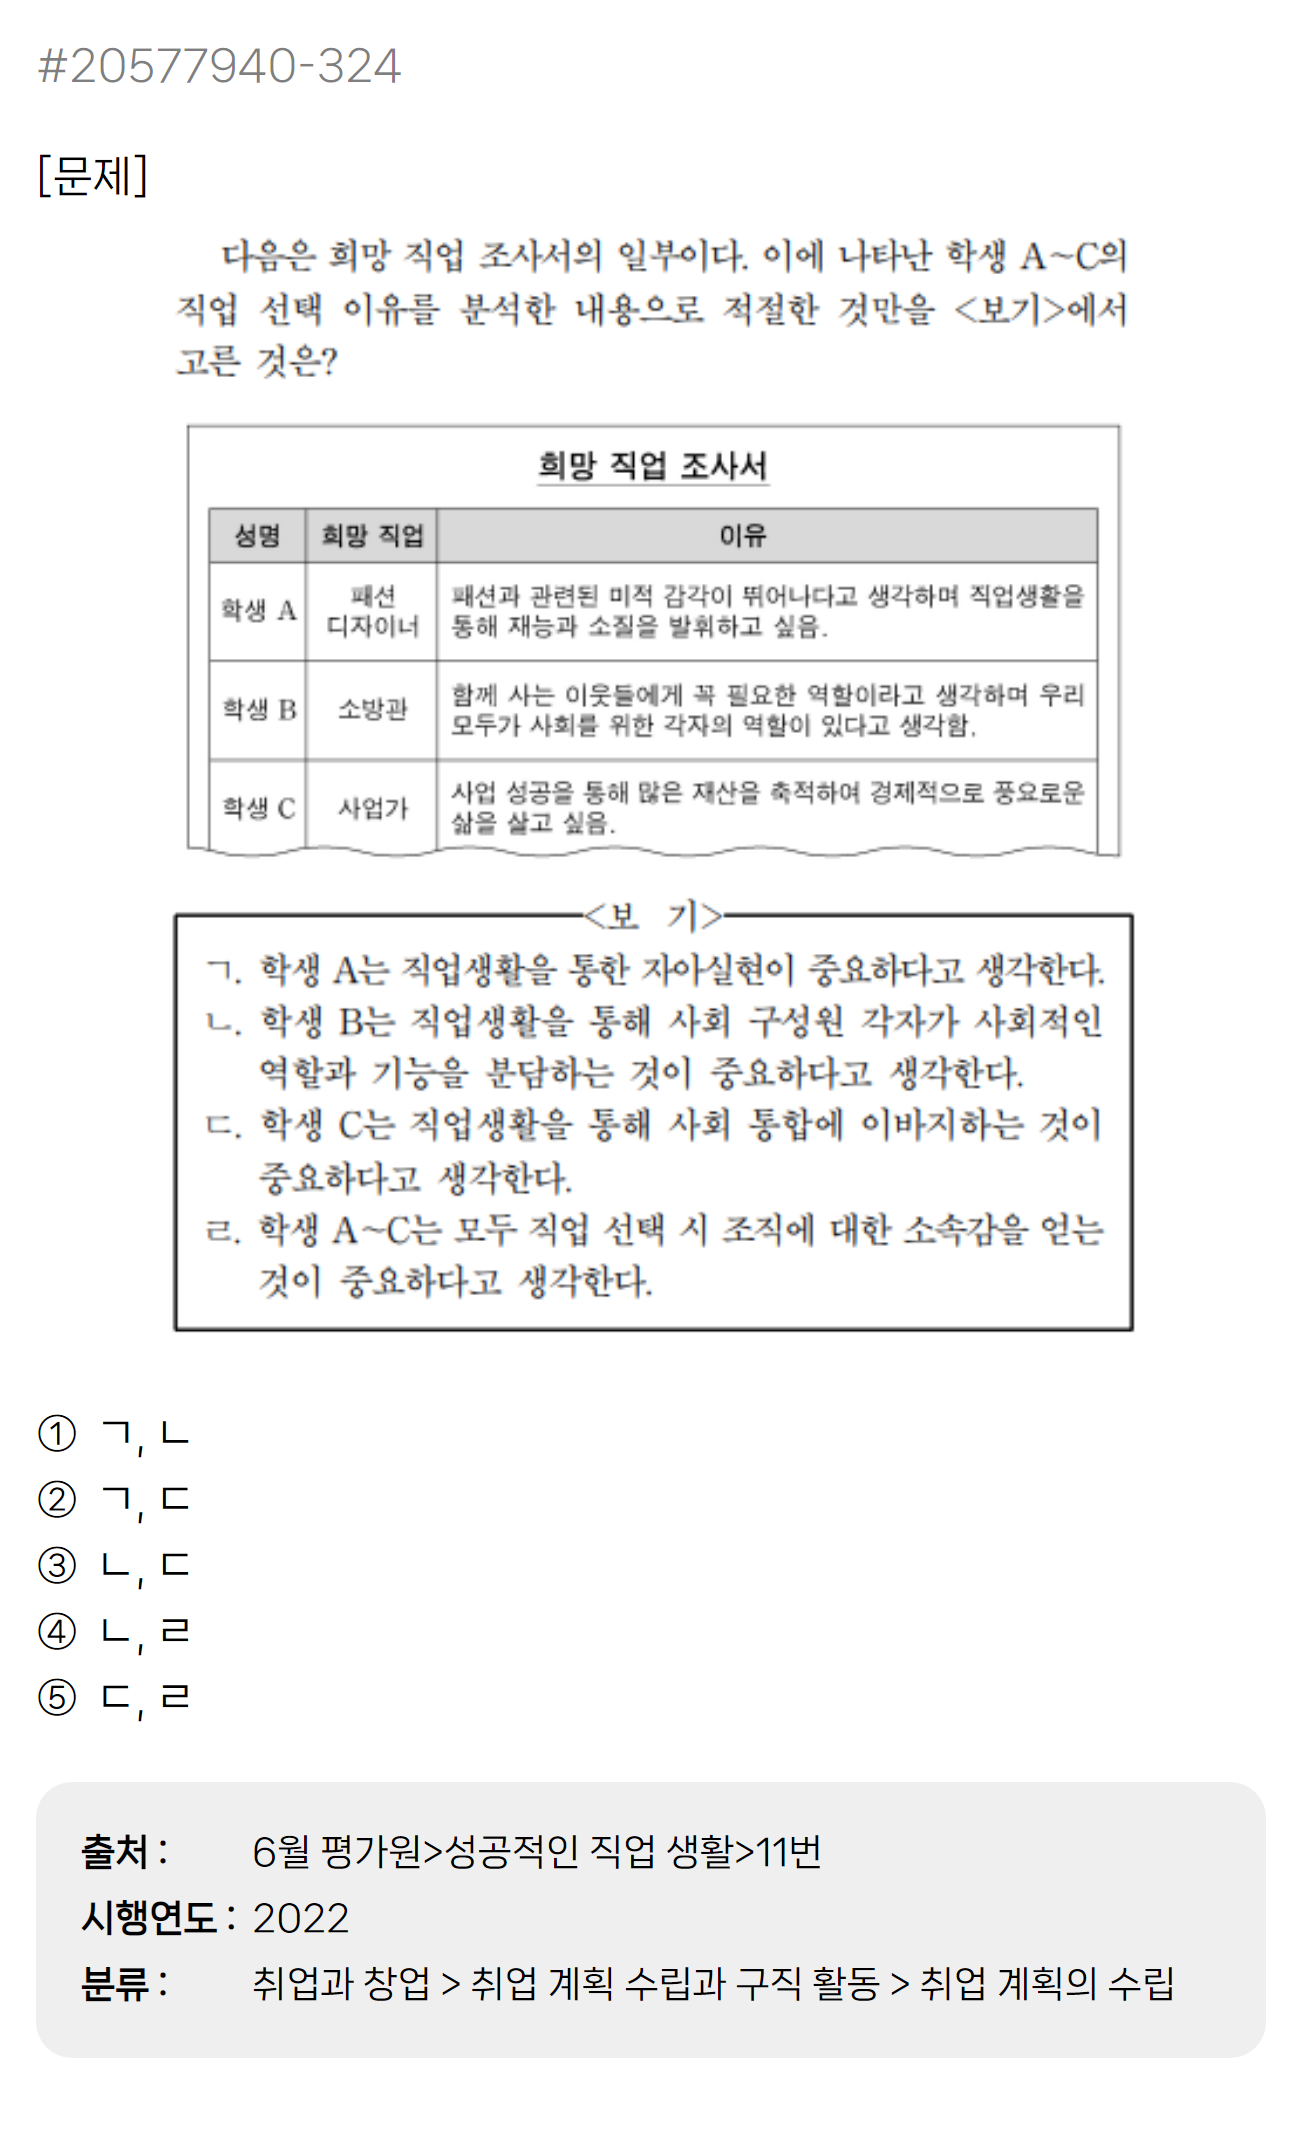 #20577940-324
[문제]
다음은 희망 직업 조사서의 일부이다. 이에 나타난 학생 A~C의
직업 선택 이유를 분석한 내용으로 적절한 것만을 <보기>에서
고른 것은?
희망 직업 조사서
성명 희망 직업 이유
학생 A 패션 디자이너 패션과 관련된 미적 감각이 뛰어나다고 생각하며 직업생활을
통해 재능과 소질을 발휘하고 싶음.
학생 B 소방관 함께 사는 이웃들에게 꼭 필요한 역할이라고 생각하며 우리
모두가 사회를 위한 각자의 역할이 있다고 생각함.
학생 C 사업가 사업 성공을 통해 많은 재산을 축적하여 경제적으로 풍요로운
삶을 살고 싶음.
<보 기>
ㄱ. 학생 A는 직업생활을 통한 자아실현이 중요하다고 생각한다.
ㄴ. 학생 B는 직업생활을 통해 사회 구성원 각자가 사회적인
역할과 기능을 분담하는 것이 중요하다고 생각한다.
ㄷ. 학생 C는 직업생활을 통해 사회 통합에 이바지하는 것이
중요하다고 생각한다.
ㄹ. 학생 A~C는 모두 직업 선택 시 조직에 대한 소속감을 얻는
것이 중요하다고 생각한다.
① ㄱ, ㄴ
② ㄱ, ㄷ
③ ㄴ, ㄷ
④ ㄴ, ㄹ
⑤ ㄷ, ㄹ
출처 : 6월 평가원>성공적인 직업 생활>11번
시행연도 : 2022
분류 : 취업과 창업 > 취업 계획 수립과 구직 활동 > 취업 계획의 수립